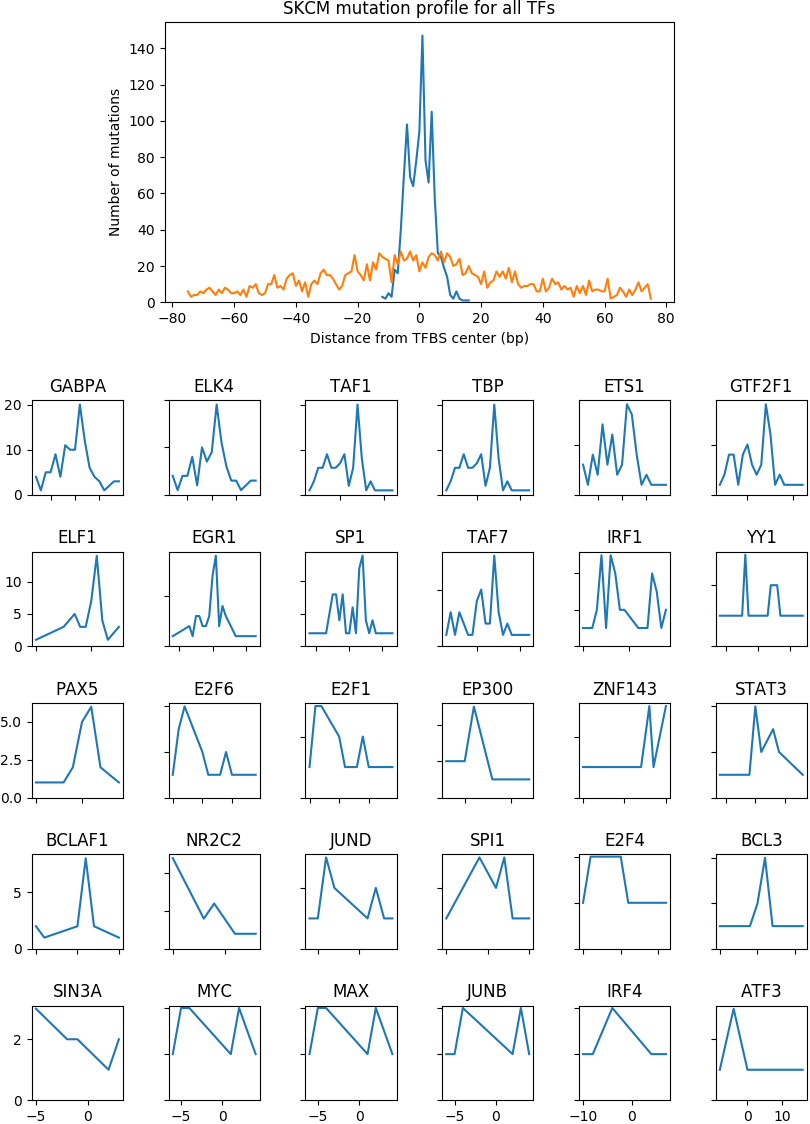 SKCM mutation profile for all TFs
140
120
100
80
60
40
20
0
Number of mutations
−80 −60 −40 −20 0 20 40 60 80
Distance from TFBS center (bp)
GABPA ELK4 TAF1 TBP ETS1 GTF2F1
20
10
0
ELF1 EGR1 SP1 TAF7 IRF1 YY1
10
5
0
PAX5 E2F6 E2F1 EP300 ZNF143 STAT3
5.0
2.5
0.0
BCLAF1 NR2C2 JUND SPI1 E2F4 BCL3
5
0
SIN3A MYC MAX JUNB IRF4 ATF3
2
0
−5 0 −5 0 −5 0 −5 0 −10 0 0 10